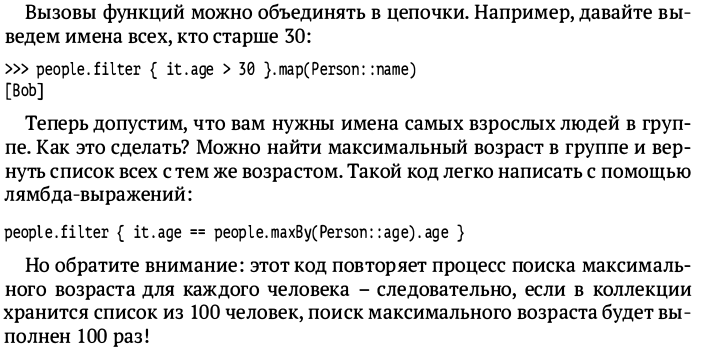 Вызовы функций можно объединять в цепочки. Например, давайте вы-
ведем имена всех, кто старше 30:
>>> people.filter { it.age > 30 }.map(Person::name)
[Bob]
Теперь допустим, что вам нужны имена самых взрослых людей в груп-
пе. Как это сделать? Можно найти максимальный возраст в группе и вер-
нуть список всех с тем же возрастом. Такой код легко написать с помощью
лямбда-выражений:
people.filter { it.age == people.maxBy(Person::age).age }
Но обратите внимание: этот код повторяет процесс поиска максималь-
ного возраста для каждого человека – следовательно, если в коллекции
хранится список из 100 человек, поиск максимального возраста будет вы-
полнен 100 раз!